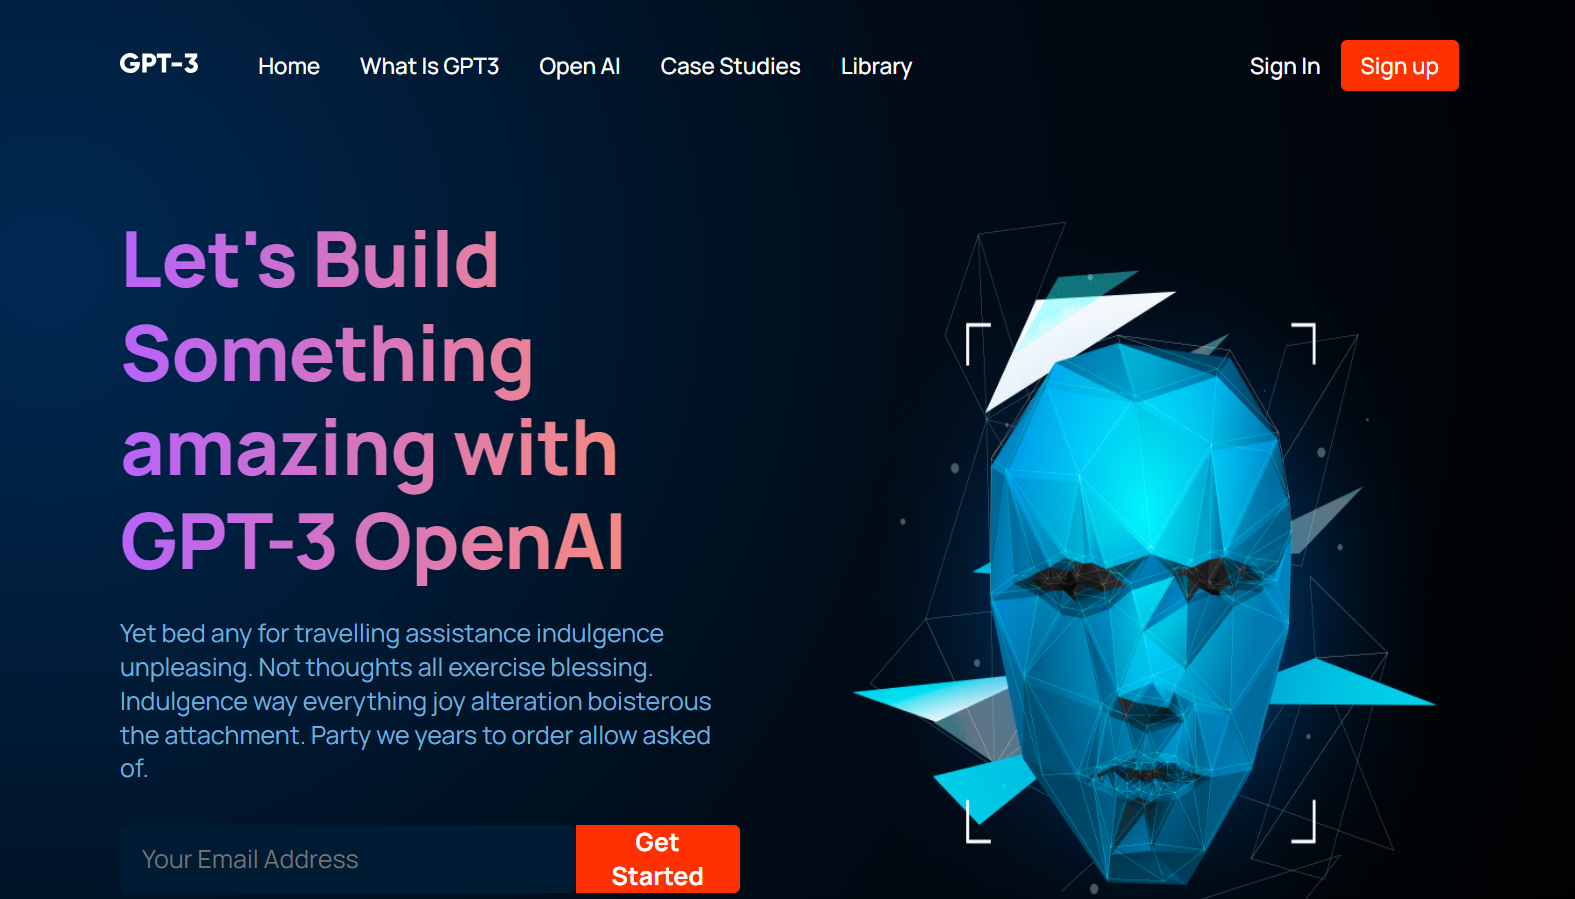 GPT-3
Home
What Is GPT3
Open AI
Case Studies
Library
Sign In
Sign up
Let's Build
Something
amazing with
GPT-3 OpenAI
Yet bed any for travelling assistance indulgence
unpleasing. Not thoughts all exercise blessing.
Indulgence way everything joy alteration boisterous
the attachment. Party we years to order allow asked
of.
Your Email Address
Get
Started